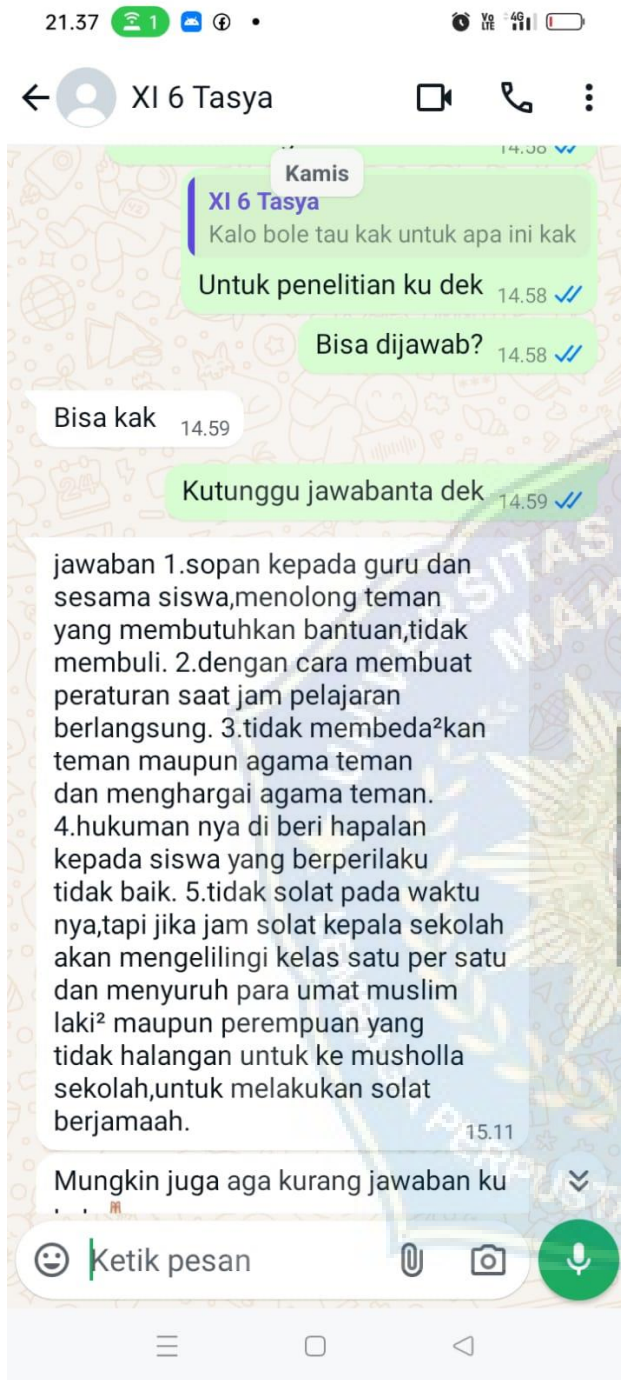 21.37 1
Vo LTE 4G
XI 6 Tasya
14.58
Kamis
XI 6 Tasya
Kalo bole tau kak untuk apa ini kak
Untuk penelitian ku dek 14.58
Bisa dijawab? 14.58
Bisa kak 14.59
Kutunggu jawabanta dek 14.59
jawaban 1.sopan kepada guru dan
sesama siswa,menolong teman
yang membutuhkan bantuan,tidak
membuli. 2.dengan cara membuat
peraturan saat jam pelajaran
berlangsung. 3.tidak membeda²kan
teman maupun agama teman
dan menghargai agama teman.
4.hukuman nya di beri hapalan
kepada siswa yang berperilaku
tidak baik. 5.tidak solat pada waktu
nya,tapi jika jam solat kepala sekolah
akan mengelilingi kelas satu per satu
dan menyuruh para umat muslim
laki² maupun perempuan yang
tidak halangan untuk ke musholla
sekolah,untuk melakukan solat
berjamaah. 15.11
Mungkin juga aga kurang jawaban ku
Ketik pesan